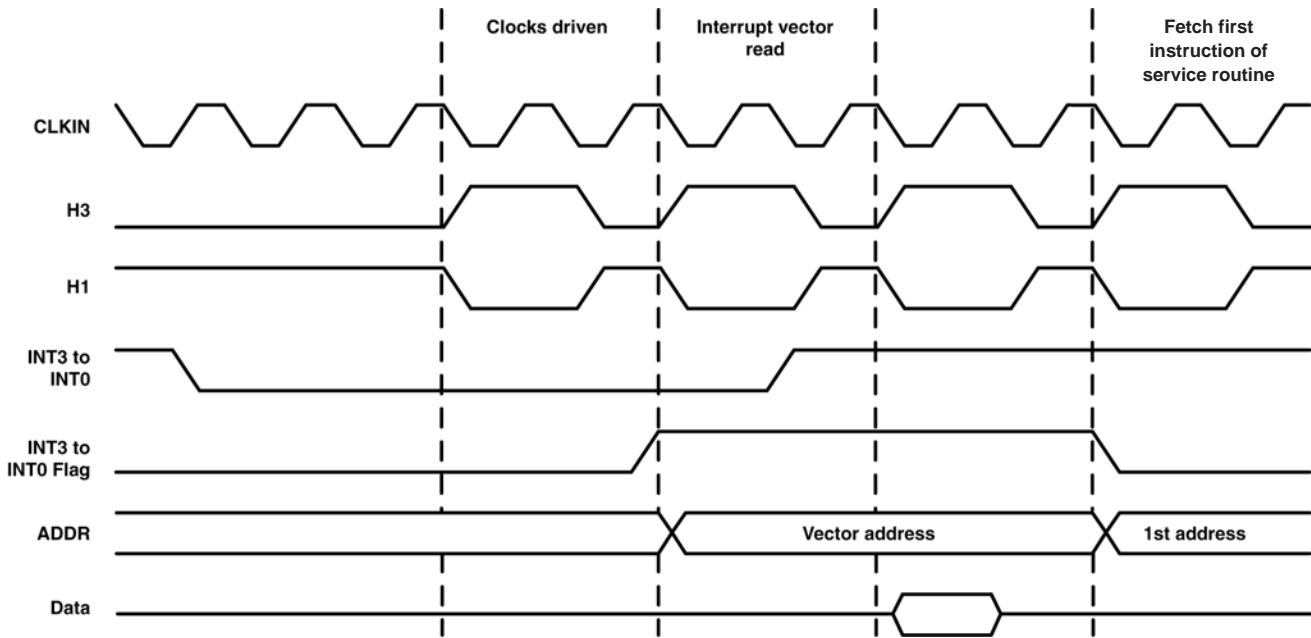 Clocks driven
Interrupt vector
read
Fetch first
instruction of
service routine
CLKIN
H3
H1
INT3 to
INT0
INT3 to
INT0 Flag
ADDR
Vector address
1st address
Data